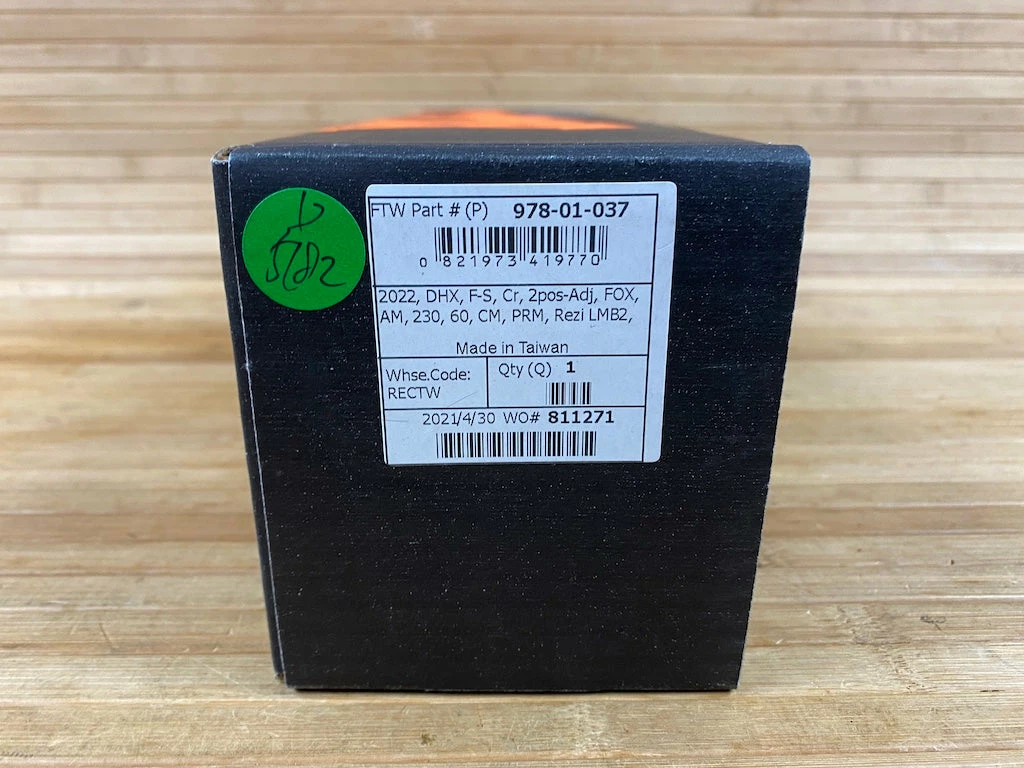 FTW Part # (P) 978-01-037
0 821973 419770
2022, DHX, F-S, Cr, 2pos-Adj, FOX,
AM, 230, 60, CM, PRM, Rezi LMB2,
Made in Taiwan
Whse.Code:
RECTW
Qty (Q) 1
2021/4/30 WO# 811271